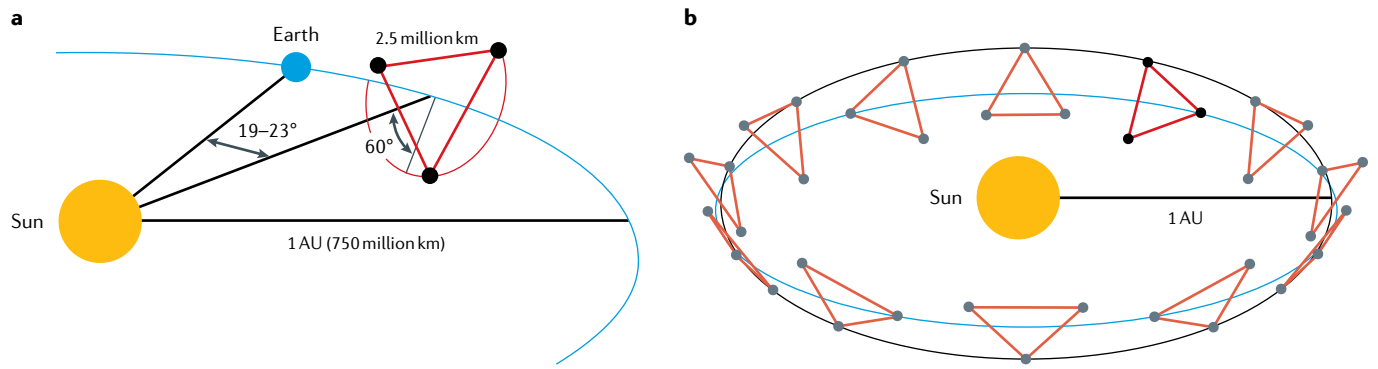 a
Earth
2.5 million km
19–23°
60°
Sun
1 AU (750 million km)
b
Sun
1 AU